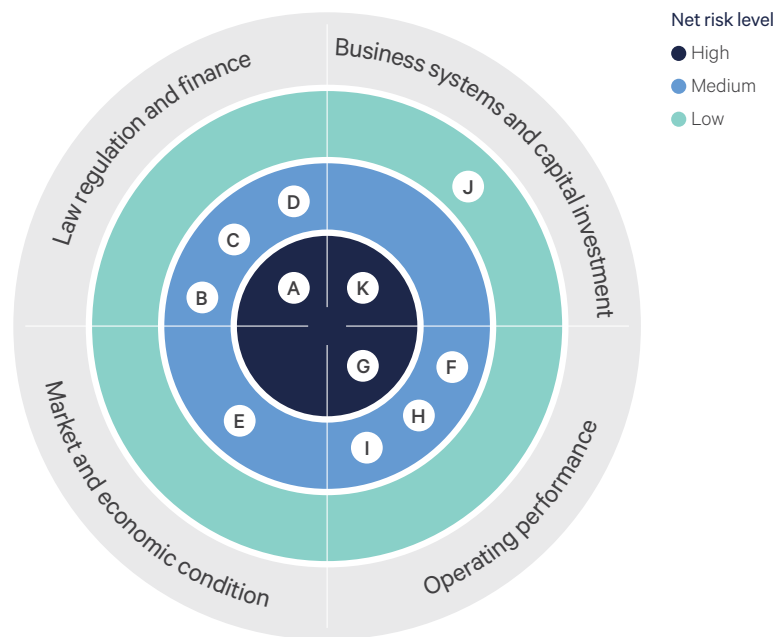 Net risk level
High
Medium
Low
Law regulation and finance
Business systems and capital investment
Market and economic condition
Operating performance
J
D
C
B
A
K
G
F
H
E
I